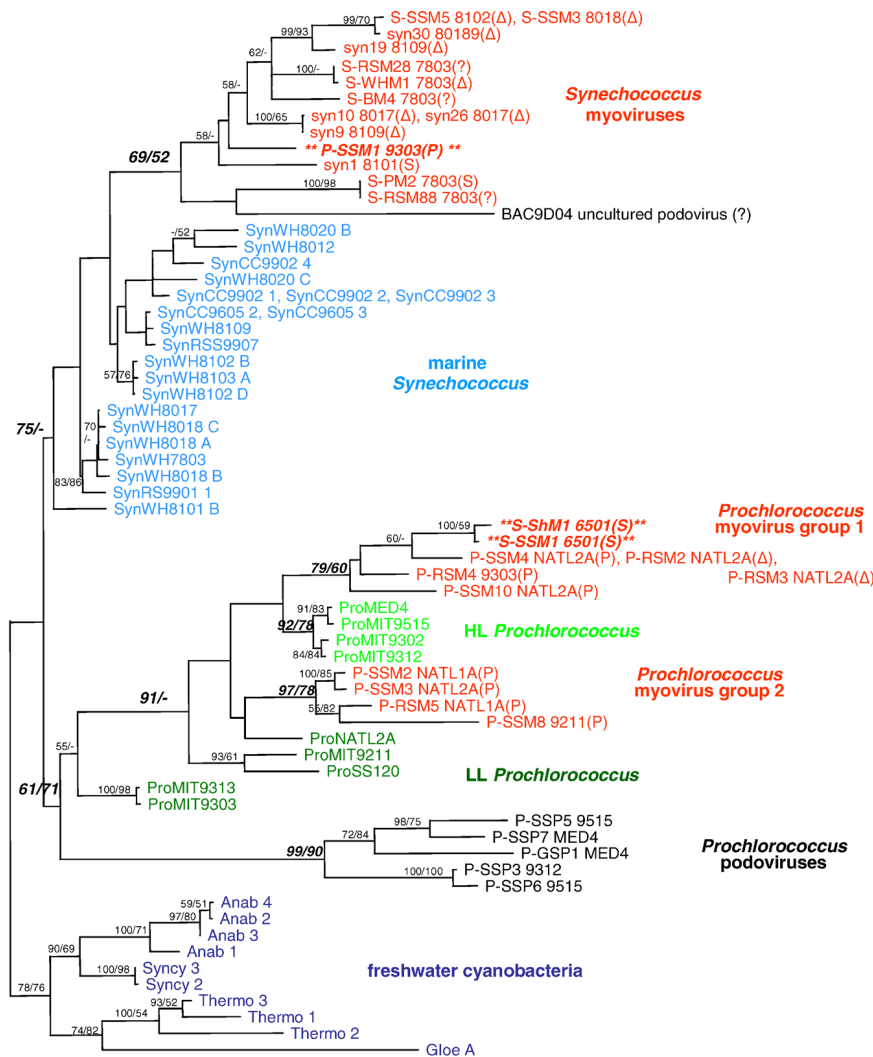 99/70
S-SSM5 8102(Δ), S-SSM3 8018(Δ)
99/93
syn30 80189(Δ)
syn19 8109(Δ)
62/-
100/-
S-RSM28 7803(?)
S-WHM1 7803(Δ)
58/-
S-BM4 7803(?)
Synechococcus
myoviruses
100/65
syn10 8017(Δ), syn26 8017(Δ)
syn9 8109(Δ)
58/-
** P-SSM1 9303(P) **
69/52
syn1 8101(S)
100/98
S-PM2 7803(S)
S-RSM88 7803(?)
BAC9D04 uncultured podovirus (?)
-/52
SynWH8020 B
SynWH8012
SynCC9902 4
SynWH8020 C
SynCC9902 1, SynCC9902 2, SynCC9902 3
SynCC9605 2, SynCC9605 3
SynWH8109
SynRSS9907
SynWH8102 B
57/76
SynWH8103 A
SynWH8102 D
marine
Synechococcus
SynWH8017
70
/-
SynWH8018 C
75/-
SynWH8018 A
SynWH7803
83/86
SynWH8018 B
SynRS9901 1
SynWH8101 B
Prochlorococcus
myovirus group 1
100/59
**S-ShM1 6501(S)**
60/-
**S-SSM1 6501(S)**
P-SSM4 NATL2A(P), P-RSM2 NATL2A(Δ),
79/60
P-RSM4 9303(P)
P-RSM3 NATL2A(Δ)
P-SSM10 NATL2A(P)
91/83
ProMED4
92/78
ProMIT9515
HL Prochlorococcus
ProMIT9302
84/84
ProMIT9312
100/85
P-SSM2 NATL1A(P)
Prochlorococcus
myovirus group 2
97/78
P-SSM3 NATL2A(P)
91/-
55/82
P-RSM5 NATL1A(P)
P-SSM8 9211(P)
ProNATL2A
55/-
93/61
ProMIT9211
ProSS120
LL Prochlorococcus
61/71
100/98
ProMIT9313
ProMIT9303
98/75
P-SSP5 9515
72/84
P-SSP7 MED4
99/90
P-GSP1 MED4
Prochlorococcus
podoviruses
100/100
P-SSP3 9312
P-SSP6 9515
59/51
Anab 4
97/80
Anab 2
100/71
Anab 3
90/69
Anab 1
100/98
Syncy 3
freshwater cyanobacteria
Syncy 2
78/76
93/52
Thermo 3
100/54
Thermo 1
74/82
Thermo 2
Gloe A